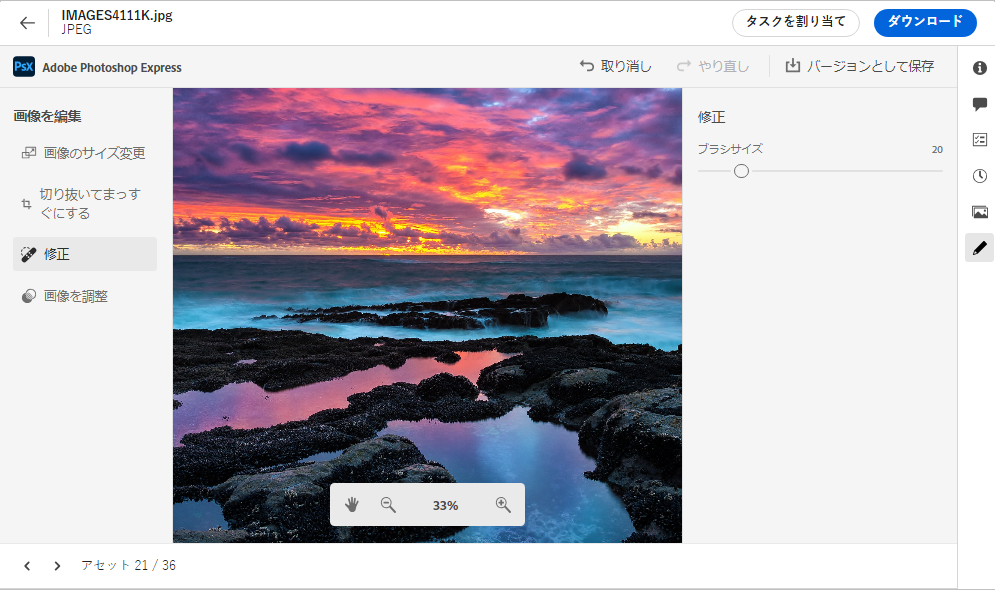 IMAGES4111K.jpg
JPEG
タスクを割り当て
ダウンロード
PsX
Adobe Photoshop Express
取り消し
やり直し
バージョンとして保存
画像を編集
画像のサイズ変更
切り抜いてまっす
ぐにする
修正
画像を調整
修正
ブラシサイズ
20
33%
アセット 21 / 36